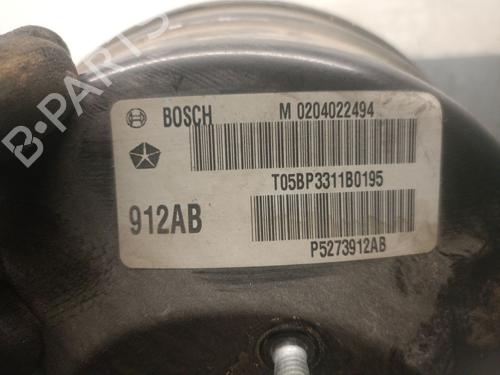 BOSCH M 0204022494
T05BP3311B0195
912AB
P5273912AB
B-PARTS